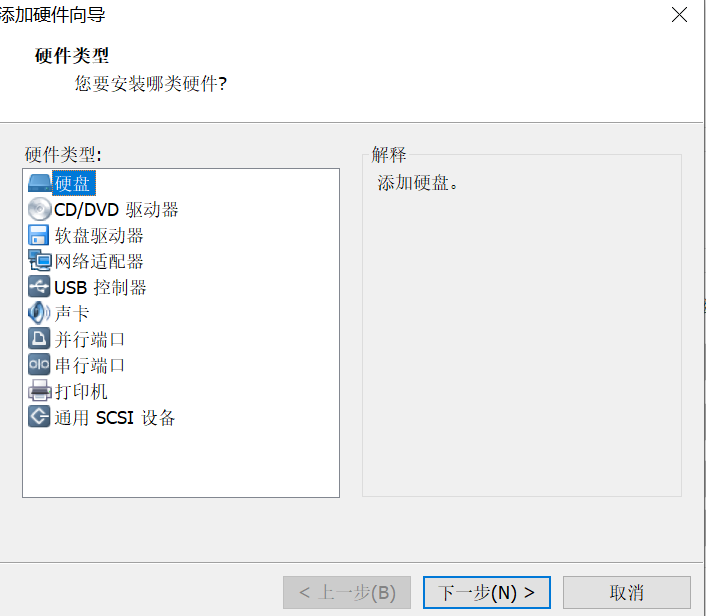 添加硬件向导
硬件类型
您要安装哪类硬件?
硬件类型:
硬盘
CD/DVD 驱动器
软盘驱动器
网络适配器
USB 控制器
声卡
并行端口
串行端口
打印机
通用 SCSI 设备
解释
添加硬盘。
< 上一步(B)
下一步(N) >
取消